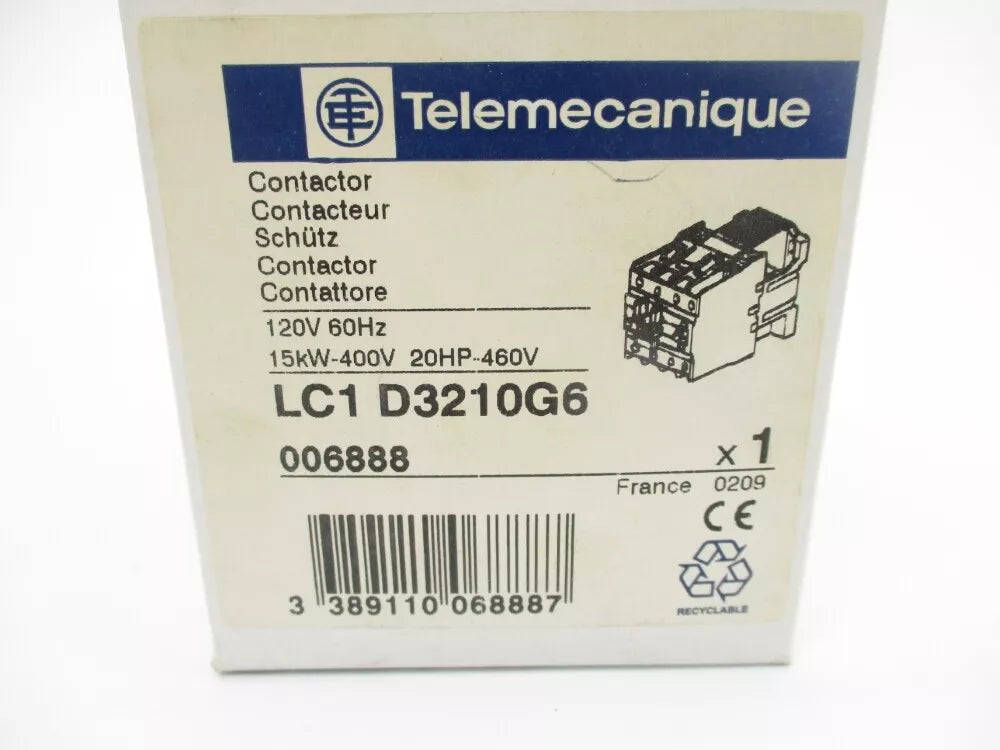 Telemecanique
Contactor
Contacteur
Schütz
Contactor
Contattore
120V 60Hz
15kW-400V 20HP-460V
LC1 D3210G6
006888
x 1
France 0209
CE
3 389110 068887
RECYCLABLE